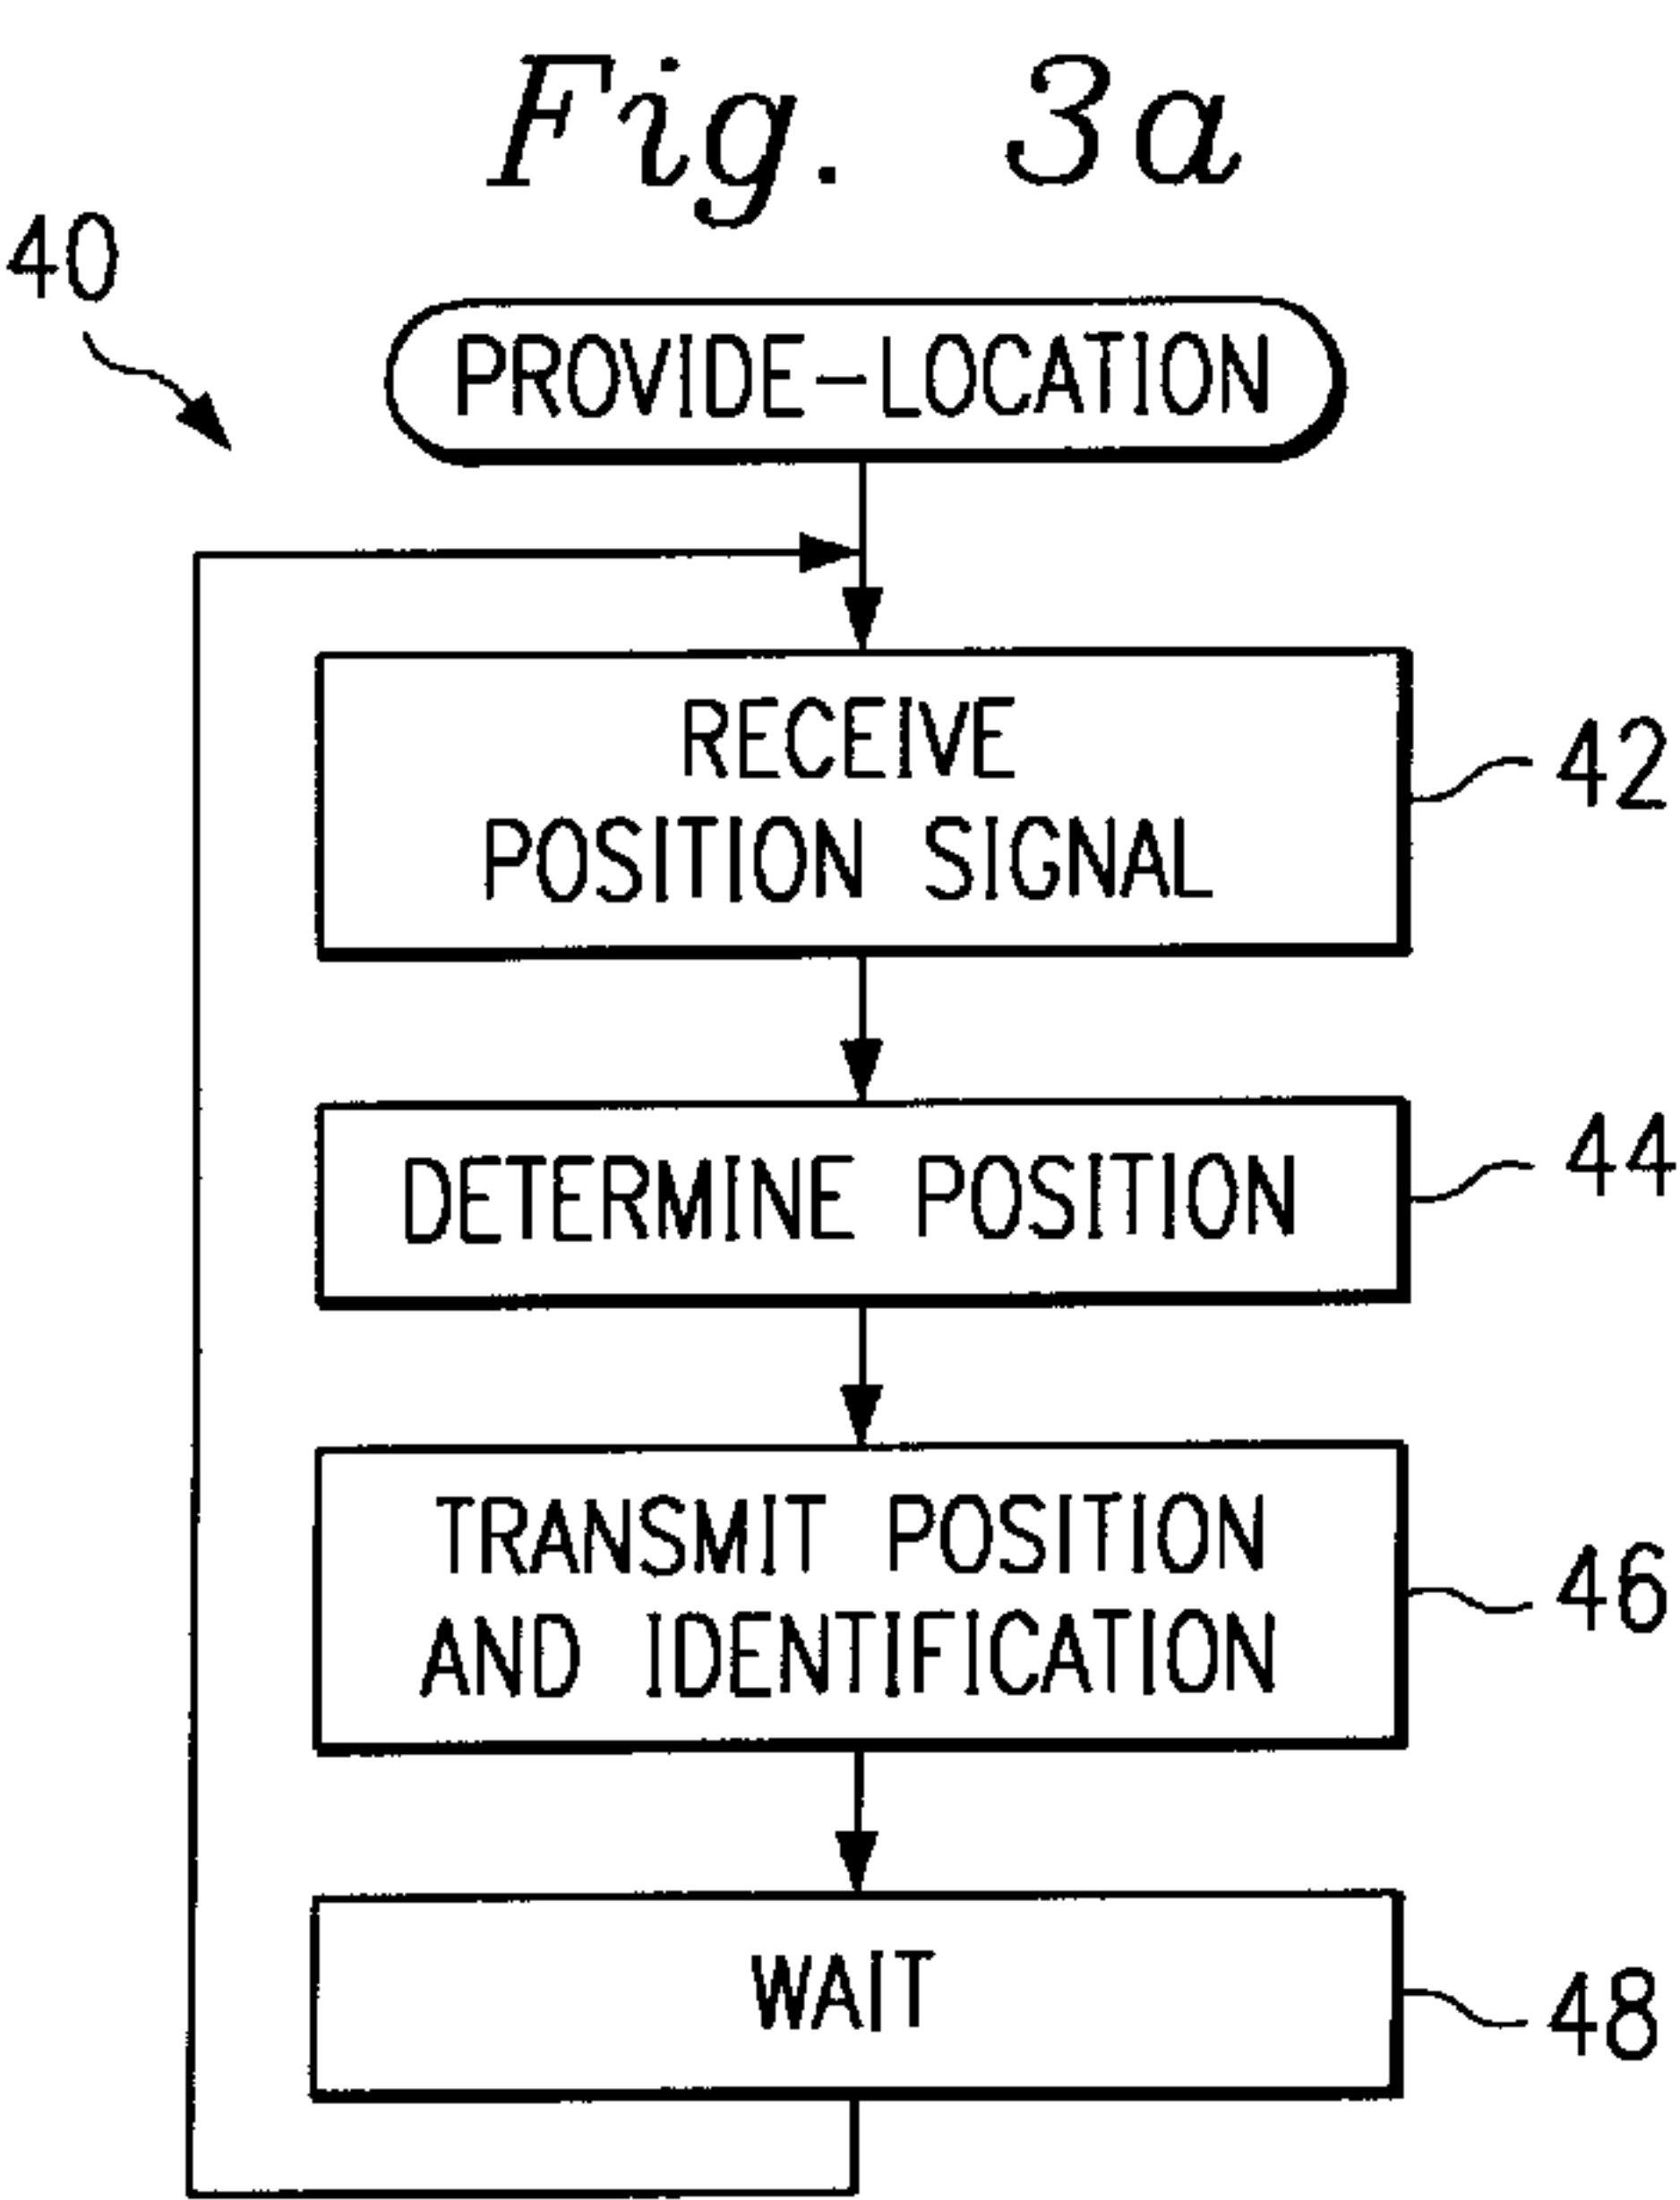 Fig. 3a
40
PROVIDE-LOCATION
RECEIVE
POSITION SIGNAL
42
DETERMINE POSITION
44
TRANSMIT POSITION
AND IDENTIFICATION
46
WAIT
48